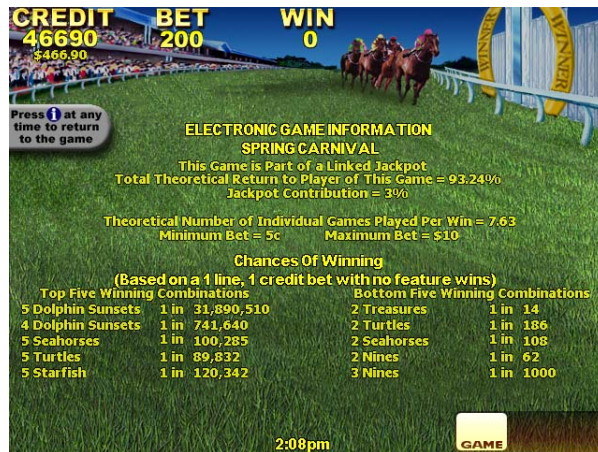 CREDIT BET WIN
46690 200 0
$466.90
Press i at any
time to return
to the game
ELECTRONIC GAME INFORMATION
SPRING CARNIVAL
This Game is Part of a Linked Jackpot
Total Theoretical Return to Player of This Game = 93.24%
Jackpot Contribution = 3%
Theoretical Number of Individual Games Played Per Win = 7.63
Minimum Bet = 5c Maximum Bet = $10
Chances Of Winning
(Based on a 1 line, 1 credit bet with no feature wins)
Top Five Winning Combinations Bottom Five Winning Combinations
5 Dolphin Sunsets 1 in 31,890,510 2 Treasures 1 in 14
4 Dolphin Sunsets 1 in 741,640 2 Turtles 1 in 186
5 Seahorses 1 in 100,285 2 Seahorses 1 in 108
5 Turtles 1 in 89,832 2 Nines 1 in 62
5 Starfish 1 in 120,342 3 Nines 1 in 1000
2:08pm
GAME
WINNER
WINNER